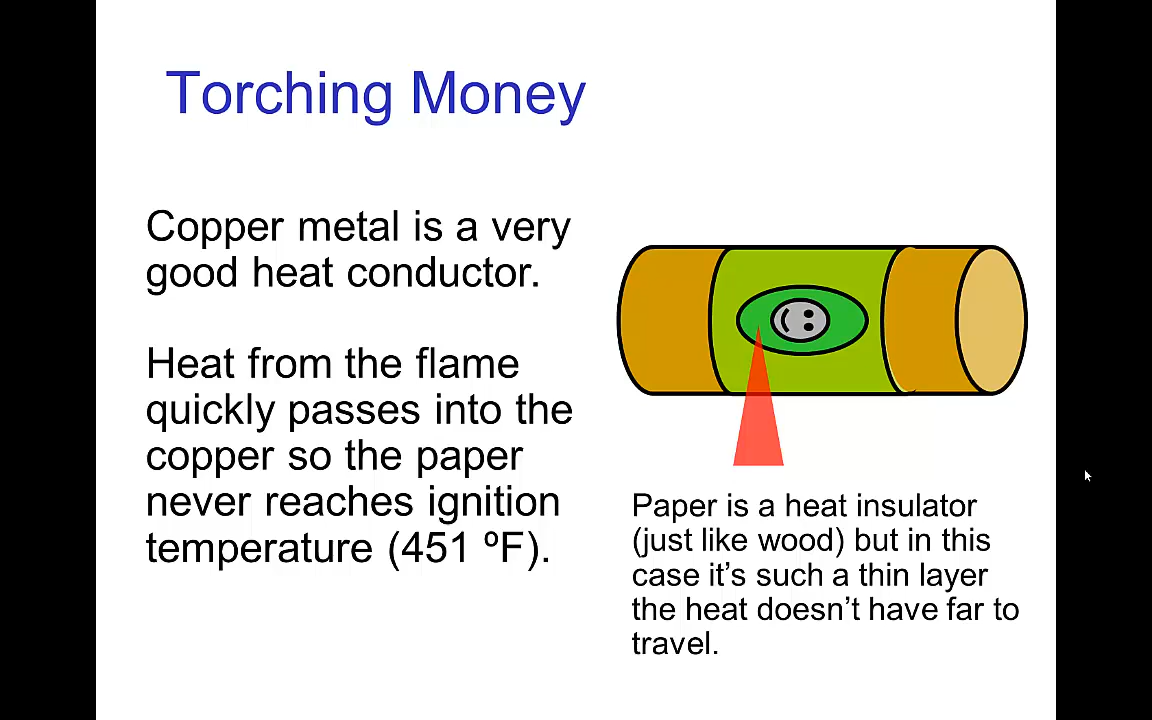 Torching Money
Copper metal is a very
good heat conductor.
Heat from the flame
quickly passes into the
copper so the paper
never reaches ignition
temperature (451 ºF).
Paper is a heat insulator
(just like wood) but in this
case it’s such a thin layer
the heat doesn’t have far to
travel.